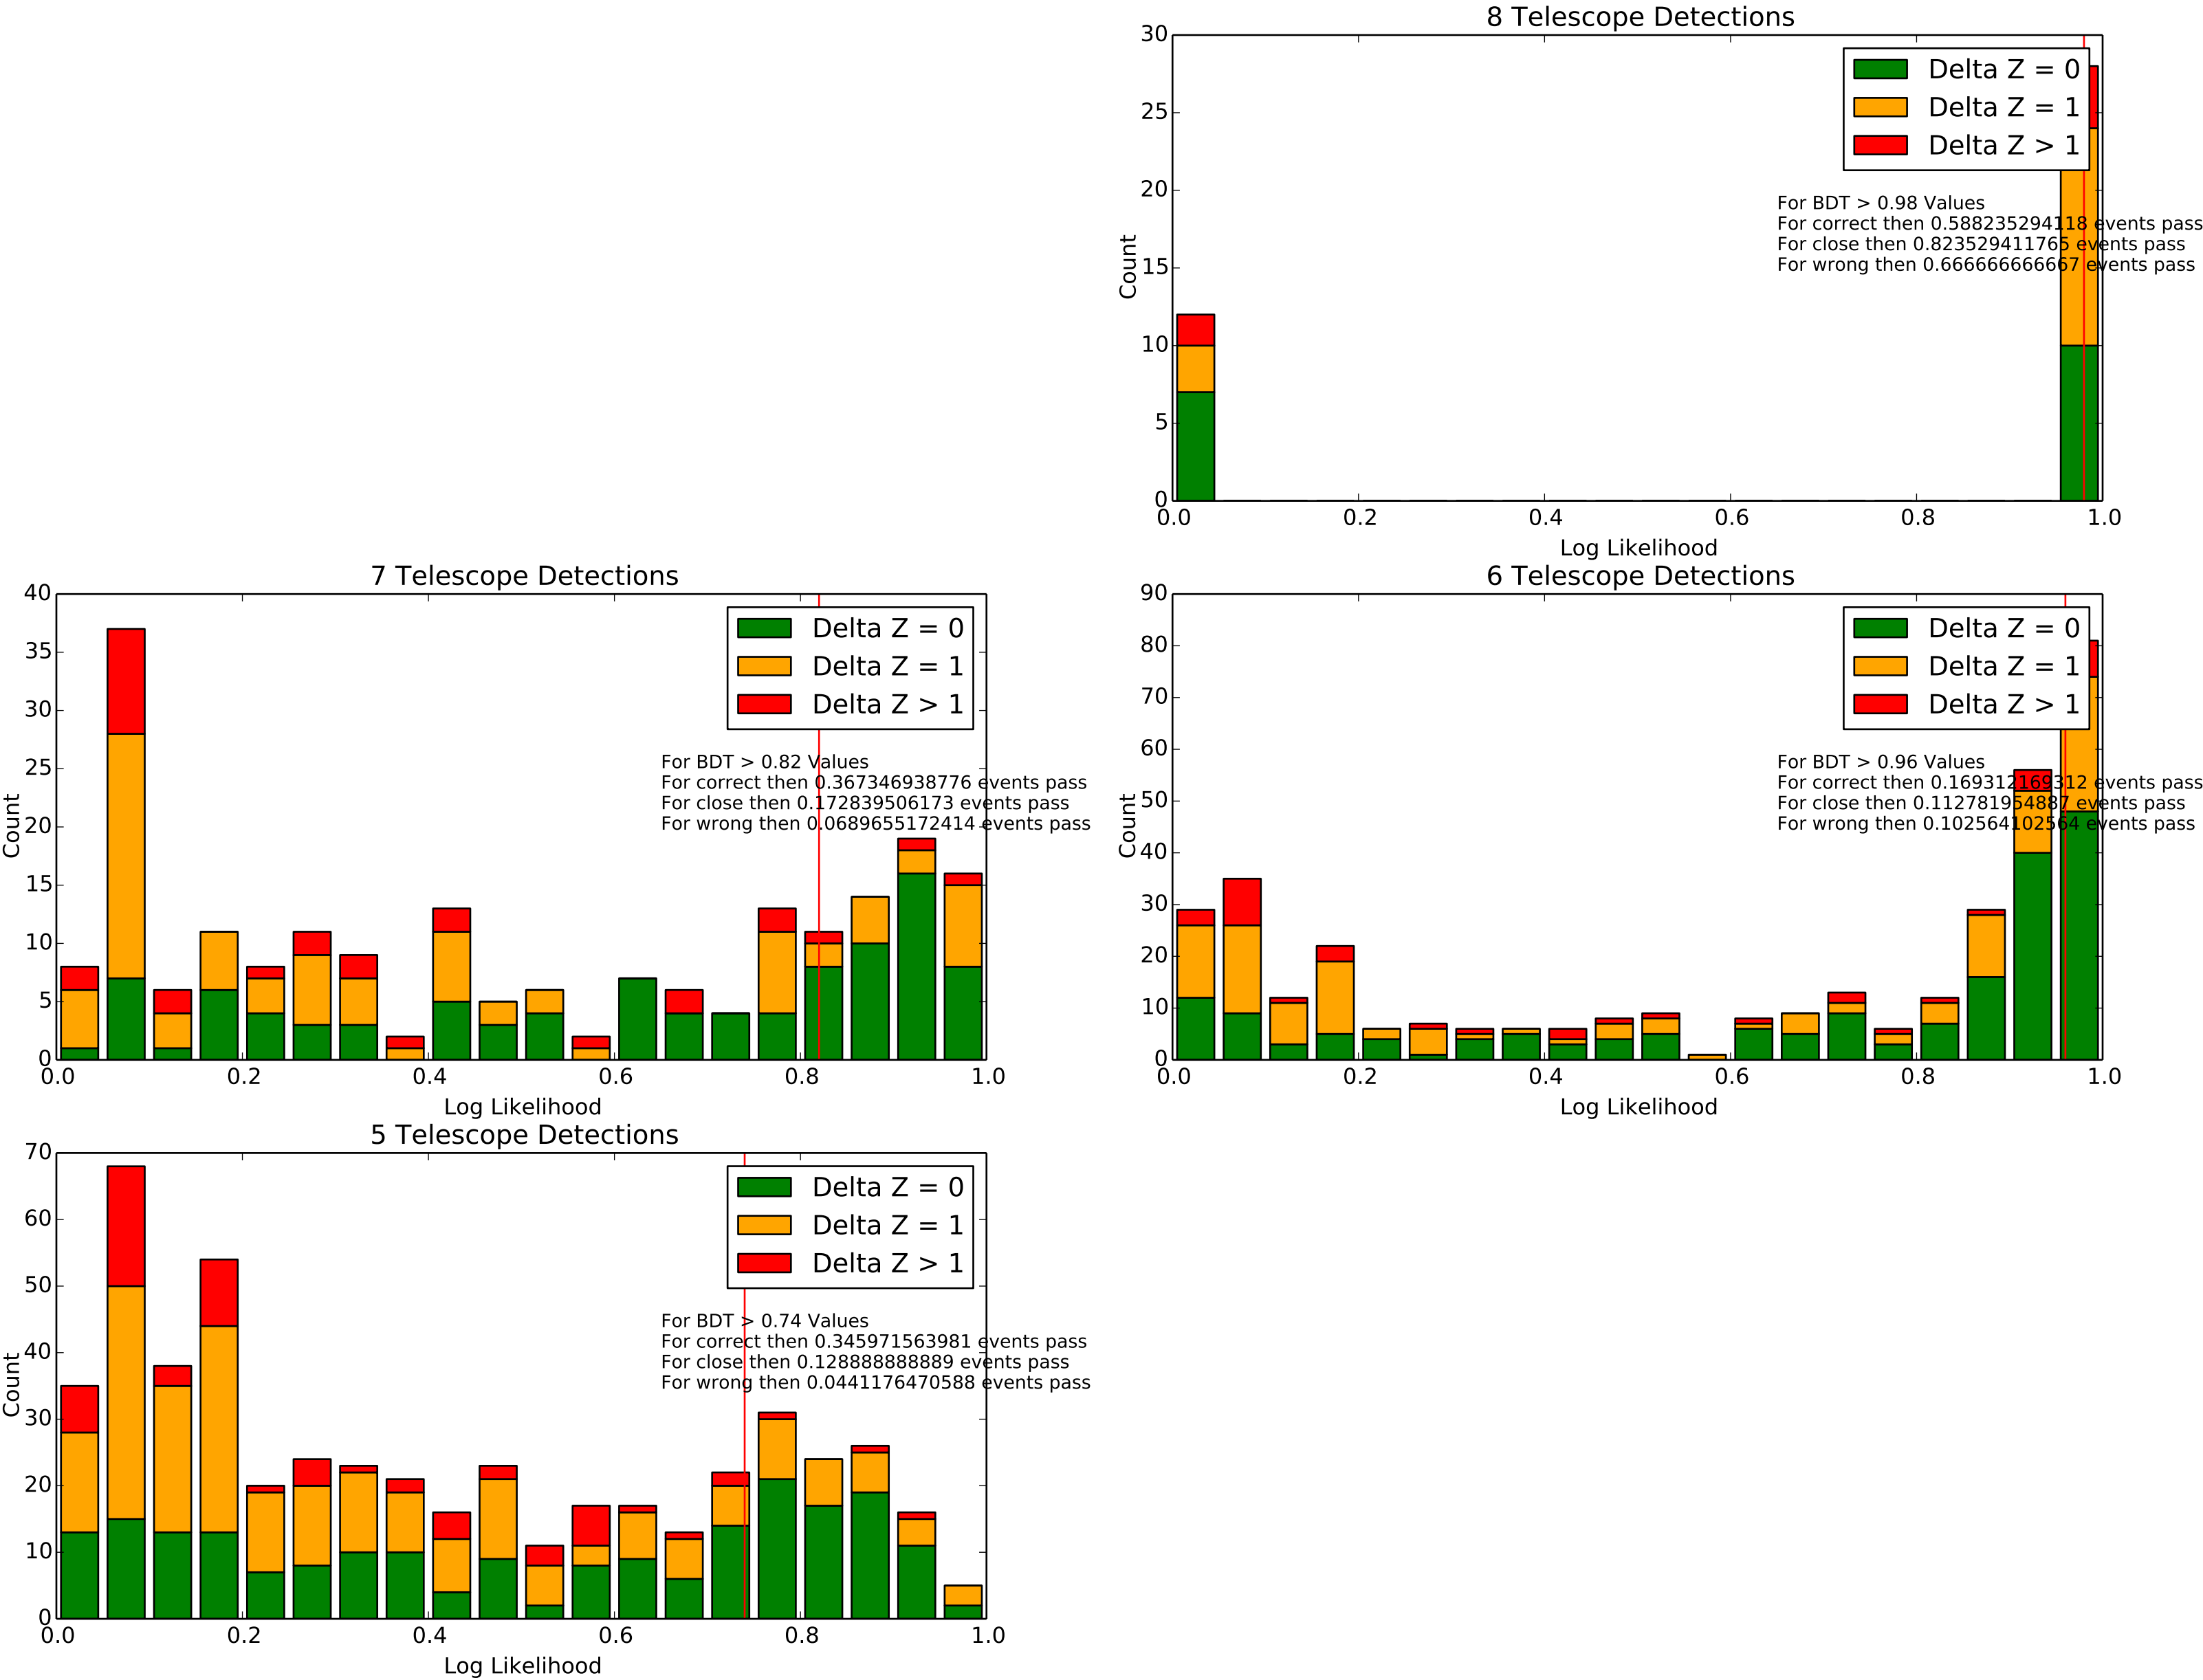 8 Telescope Detections
30
25
20
15
10
5
0
Count
Delta Z = 0
Delta Z = 1
Delta Z > 1
For BDT > 0.98 Values
For correct then 0.588235294118 events pass
For close then 0.823529411765 events pass
For wrong then 0.666666666667 events pass
0.0 0.2 0.4 0.6 0.8 1.0
Log Likelihood
7 Telescope Detections
40
35
30
25
20
15
10
5
0
Count
Delta Z = 0
Delta Z = 1
Delta Z > 1
For BDT > 0.82 Values
For correct then 0.367346938776 events pass
For close then 0.172839506173 events pass
For wrong then 0.0689655172414 events pass
0.0 0.2 0.4 0.6 0.8 1.0
Log Likelihood
6 Telescope Detections
90
80
70
60
50
40
30
20
10
0
Count
Delta Z = 0
Delta Z = 1
Delta Z > 1
For BDT > 0.96 Values
For correct then 0.169312169312 events pass
For close then 0.112781954887 events pass
For wrong then 0.102564102564 events pass
0.0 0.2 0.4 0.6 0.8 1.0
Log Likelihood
5 Telescope Detections
70
60
50
40
30
20
10
0
Count
Delta Z = 0
Delta Z = 1
Delta Z > 1
For BDT > 0.74 Values
For correct then 0.345971563981 events pass
For close then 0.128888888889 events pass
For wrong then 0.0441176470588 events pass
0.0 0.2 0.4 0.6 0.8 1.0
Log Likelihood